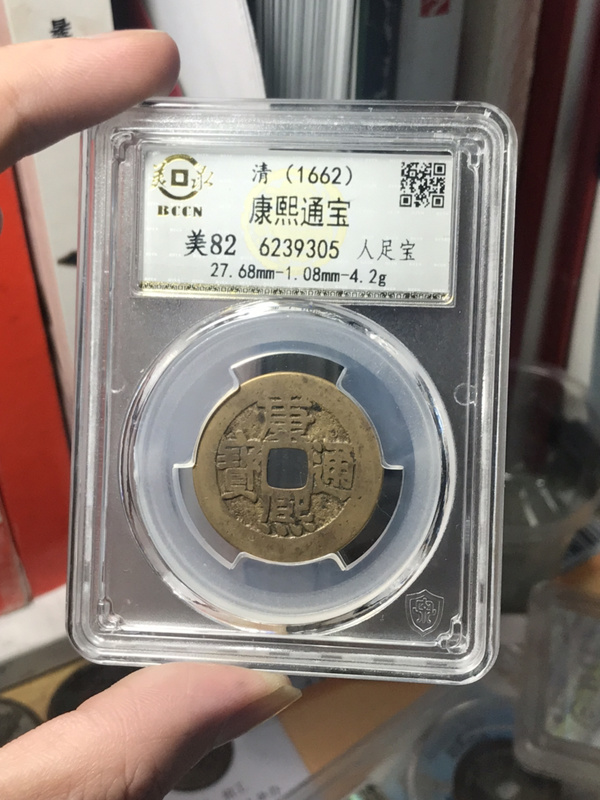 清（1662）
康熙通宝
BCCN
美82 6239305 人足宝
27.68mm-1.08mm-4.2g
康
寶 通
熙